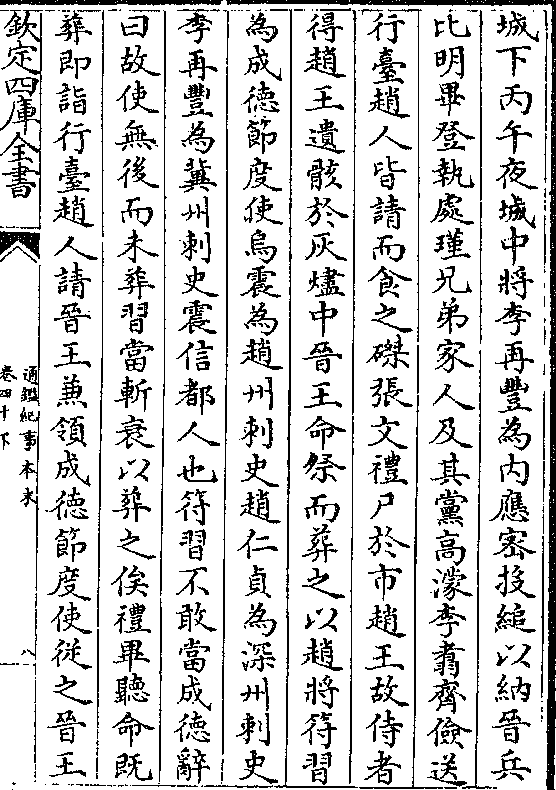 城下丙午夜城中將李再豐為内應密投縋以納晉兵
比明畢登執處瑾兄弟家人及其黨高濛李翥齊儉送
行臺趙人皆請而食之磔張文禮尸於市趙王故侍者
得趙王遺骸於灰燼中晉王命祭而葬之以趙將符習
為成德節度使烏震為趙州刺史趙仁貞為深州刺史
李再豐為冀州刺史震信都人也符習不敢當成德辭
曰故使無後而未葬習當斬衰以葬之俟禮畢聽命既
葬即詣行臺趙人請晉王兼領成德節度使從之晉王
欽定四庫全書
通鑑紀事本末
卷四十下
八